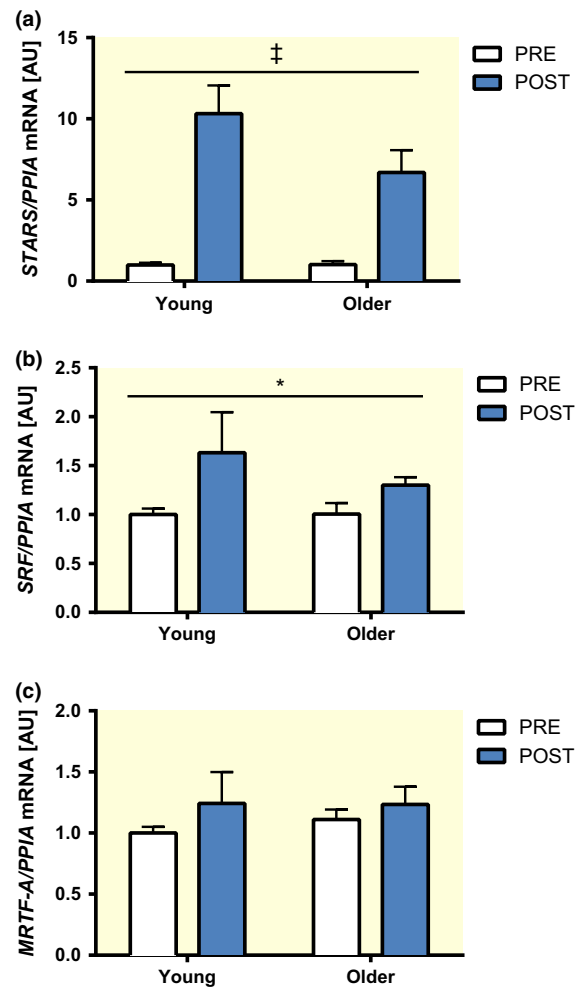 (a)
STARS/PPIA mRNA [AU]
15
10
5
0
‡
PRE
POST
Young
Older
(b)
SRF/PPIA mRNA [AU]
2.5
2.0
1.5
1.0
0.5
0.0
*
PRE
POST
Young
Older
(c)
MRTF-A/PPIA mRNA [AU]
2.0
1.5
1.0
0.5
0.0
PRE
POST
Young
Older